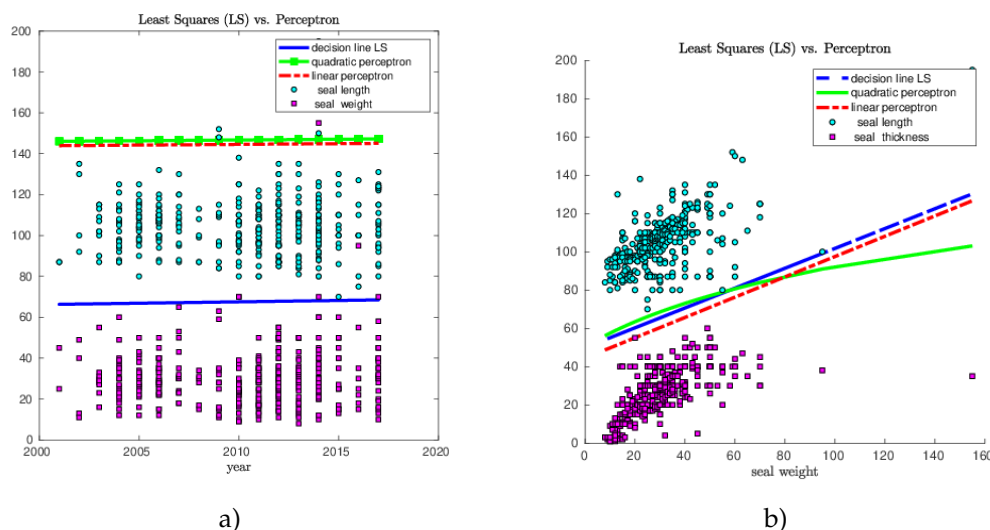 Least Squares (LS) vs. Perceptron
200
180
160
140
120
100
80
60
40
20
0
decision line LS
quadratic perceptron
linear perceptron
seal length
seal weight
2000 2005 2010 2015 2020
year
a)
Least Squares (LS) vs. Perceptron
200
180
160
140
120
100
80
60
40
20
0
decision line LS
quadratic perceptron
linear perceptron
seal length
seal thickness
0 20 40 60 80 100 120 140 160
seal weight
b)